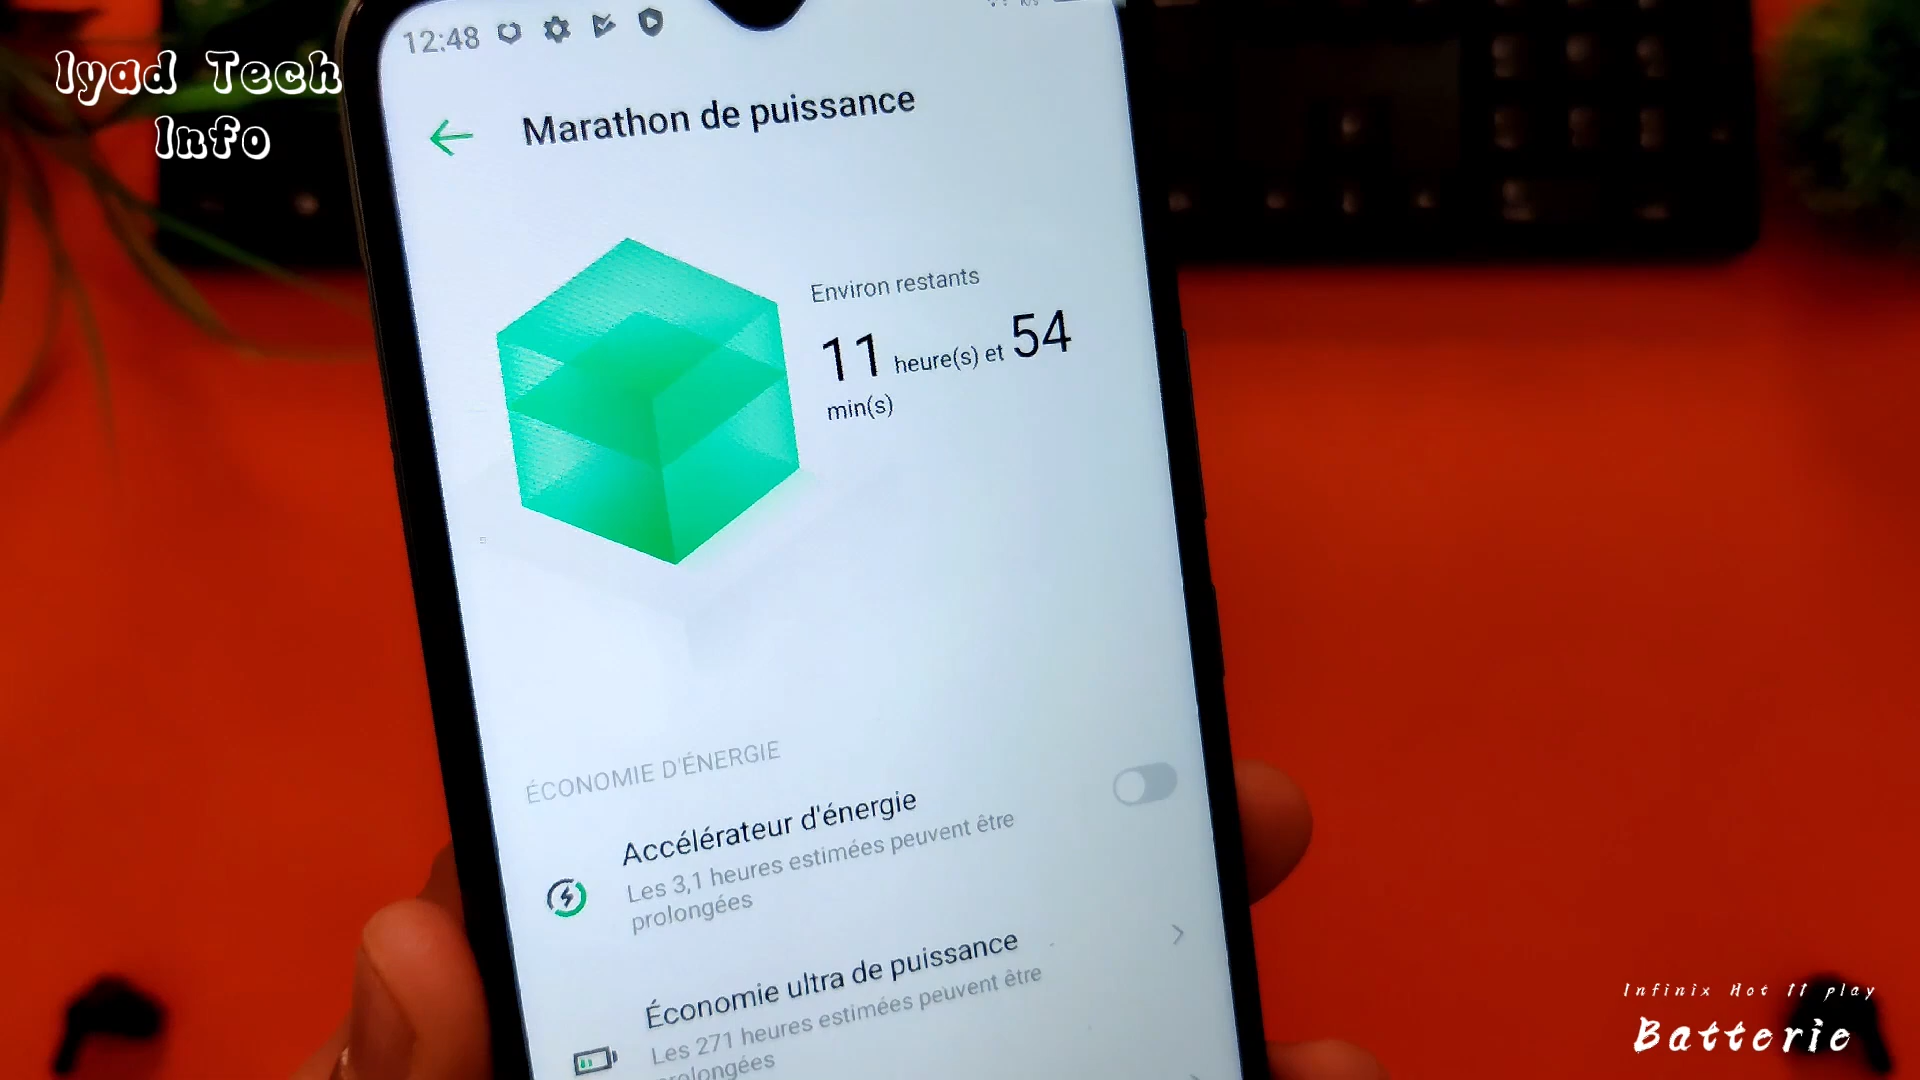 Iyad Tech
Info
12:48
Marathon de puissance
Environ restants
11 heure(s) et 54
min(s)
ÉCONOMIE D'ÉNERGIE
Accélérateur d'énergie
Les 3,1 heures estimées peuvent être
prolongées
Économie ultra de puissance
Les 271 heures estimées peuvent être
prolongées
Infinix Hot 11 play
Batterie